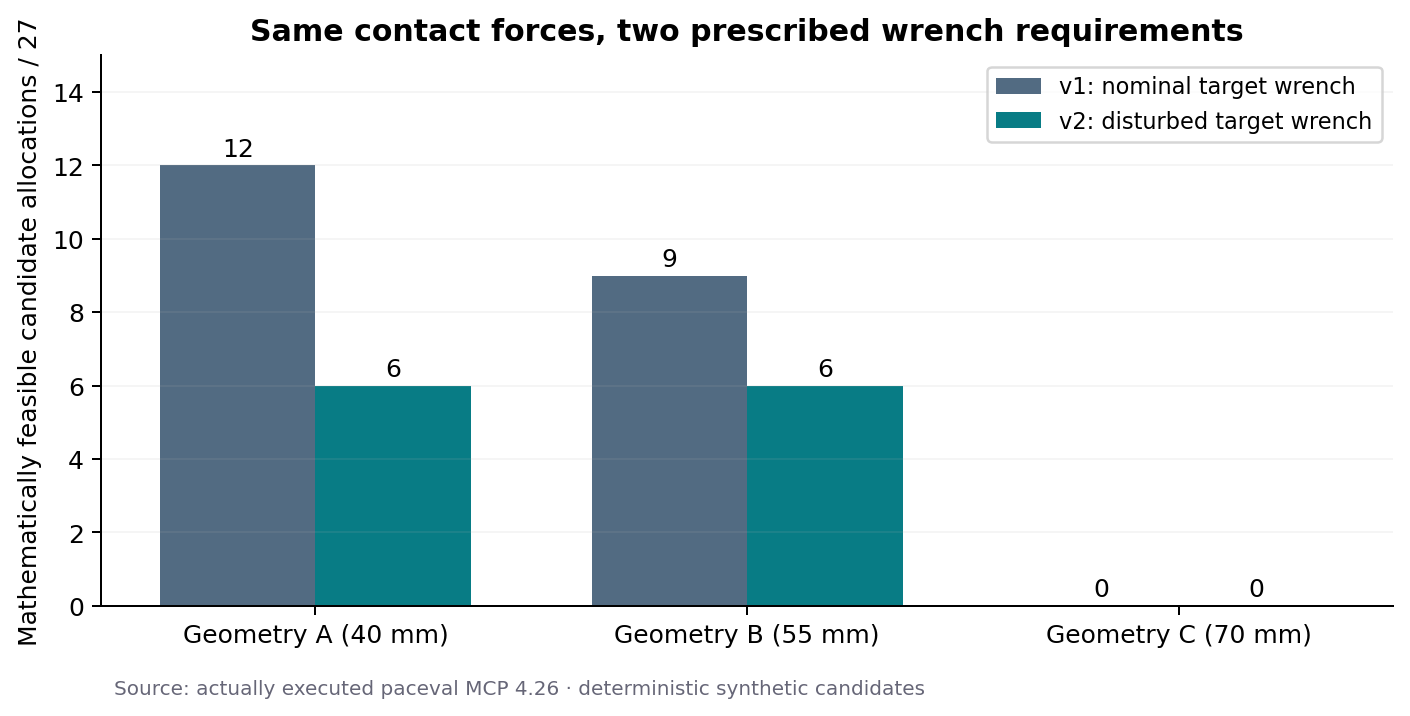 Same contact forces, two prescribed wrench requirements
Mathematically feasible candidate allocations / 27
v1: nominal target wrench
v2: disturbed target wrench
14
12
10
8
6
4
2
0
12
6
9
6
0
0
Geometry A (40 mm)
Geometry B (55 mm)
Geometry C (70 mm)
Source: actually executed paceval MCP 4.26 · deterministic synthetic candidates